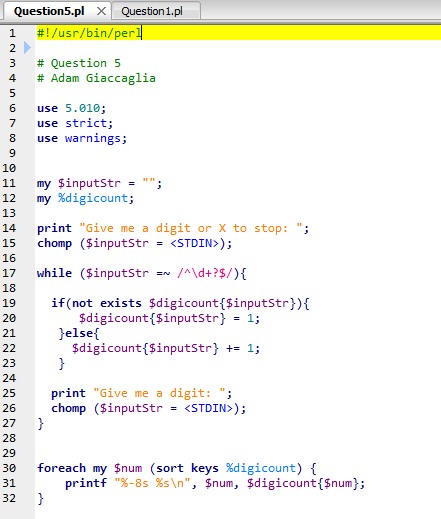 Question5.pl X Question1.pl
1 #!/usr/bin/perl
2
3 # Question 5
4 # Adam Giaccaglia
5
6 use 5.010;
7 use strict;
8 use warnings;
9
10
11 my $inputStr = "";
12 my %digicount;
13
14 print "Give me a digit or X to stop: ";
15 chomp ($inputStr = <STDIN>);
16
17 while ($inputStr =~ /^\d+?$/){
18
19   if(not exists $digicount{$inputStr}){
20       $digicount{$inputStr} = 1;
21    }else{
22      $digicount{$inputStr} += 1;
23    }
24
25   print "Give me a digit: ";
26   chomp ($inputStr = <STDIN>);
27 }
28
29
30 foreach my $num (sort keys %digicount) {
31     printf "%-8s %s\n", $num, $digicount{$num};
32 }